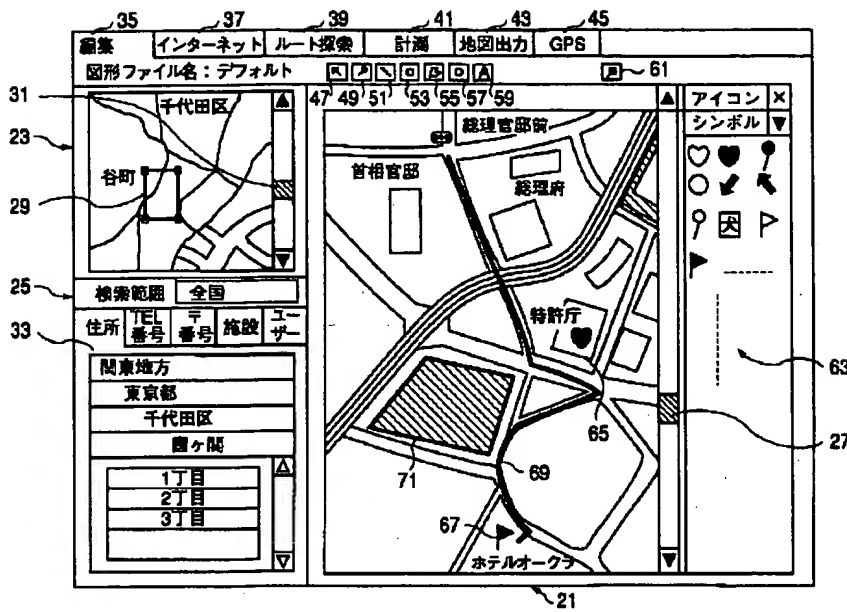 35 37 39 41 43 45
編集 インターネット ルート探索 計測 地図出力 GPS
図形ファイル名:デフォルト
61
47 49 51 53 55 57 59
31
23
29
千代田区
谷町
25
検索範囲 全国
33
住所 TEL番号 〒番号 施設 ユーザー
関東地方
東京都
千代田区
霞ヶ関
1丁目
2丁目
3丁目
総理官邸前
首相官邸
総理府
特許庁
65
71
69
67
ホテルオークラ
アイコン ×
シンボル ▼
犬
63
27
21